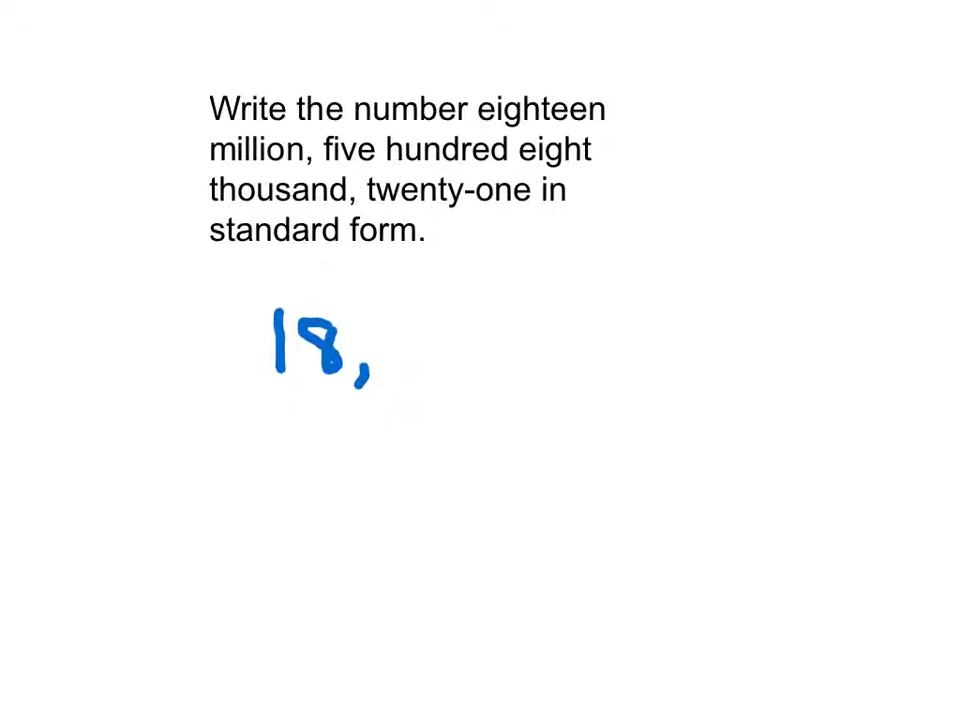 Write the number eighteen
million, five hundred eight
thousand, twenty-one in
standard form.
18,